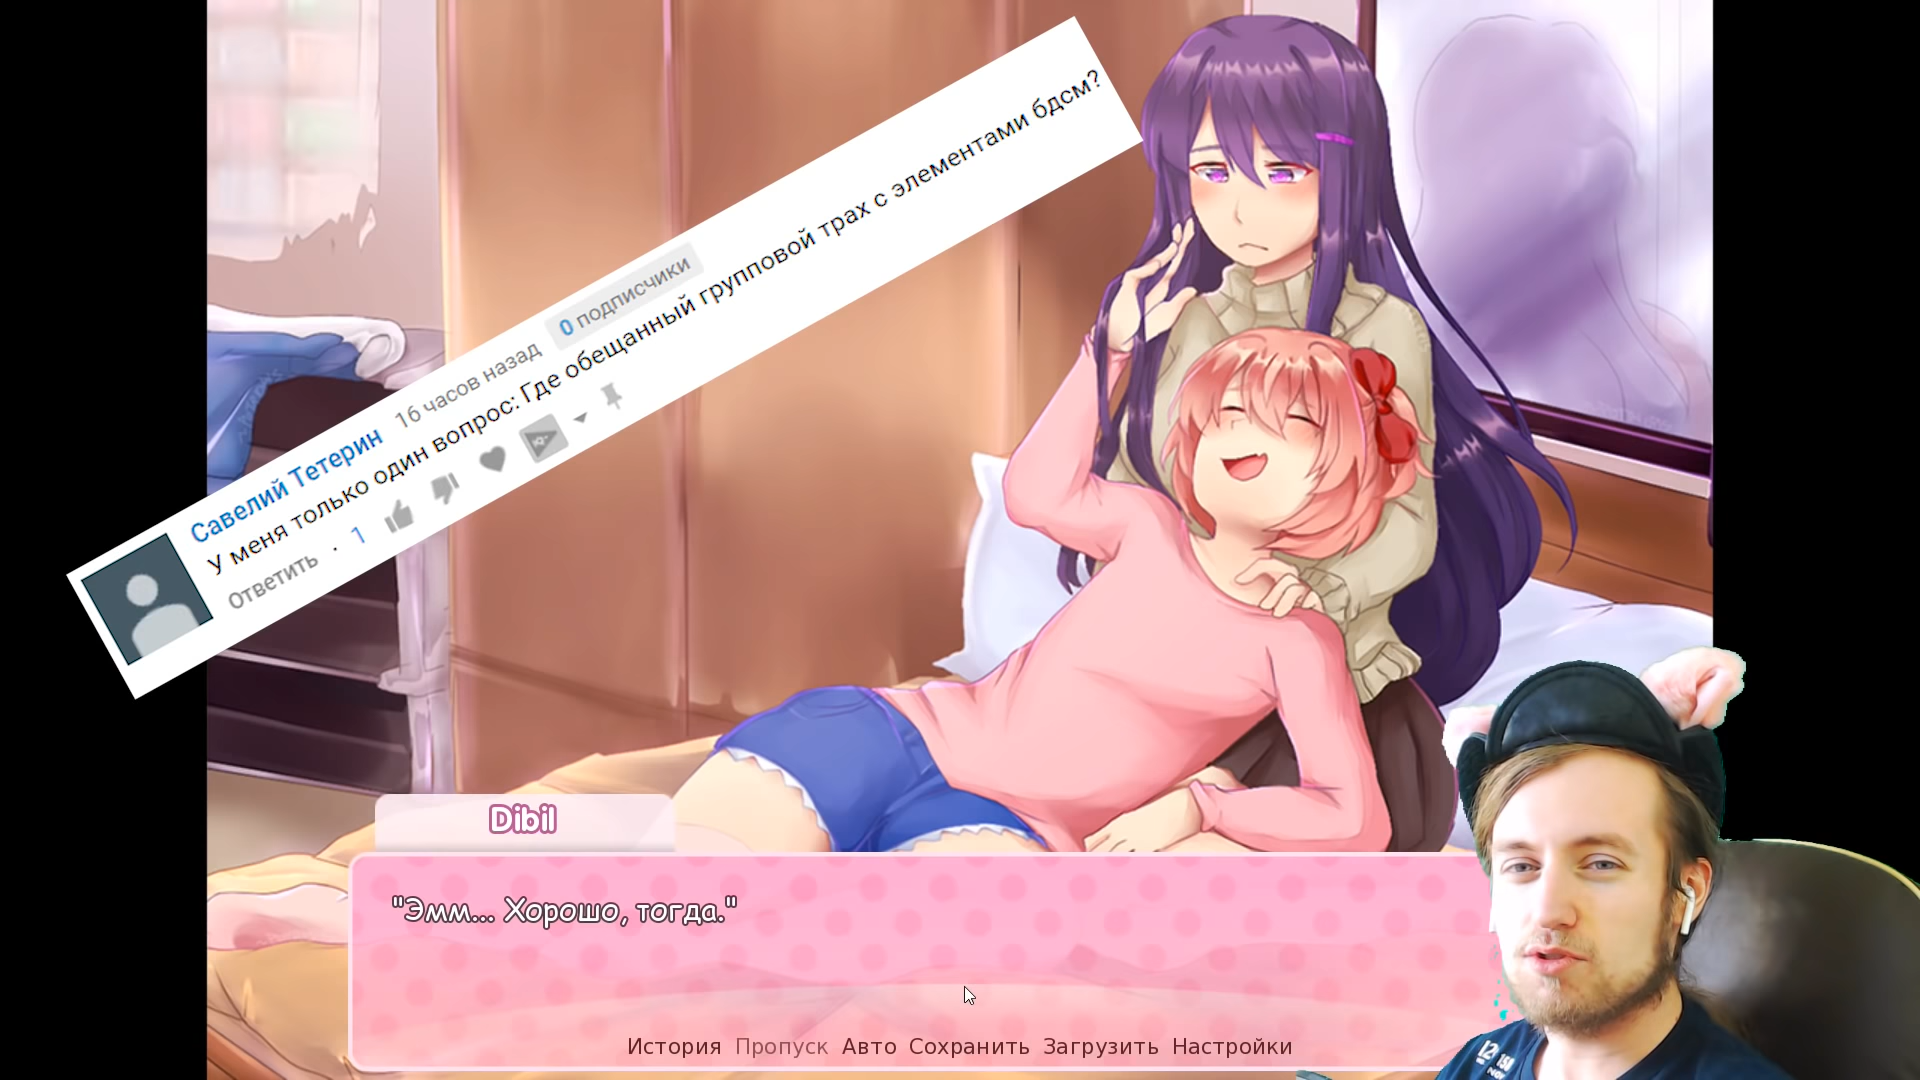 Савелий Тетерин 16 часов назад 0 подписчики
У меня только один вопрос: Где обещанный групповой трах с элементами бдсм?
Ответить · 1
Dibil
"Эмм... Хорошо, тогда."
История Пропуск Авто Сохранить Загрузить Настройки